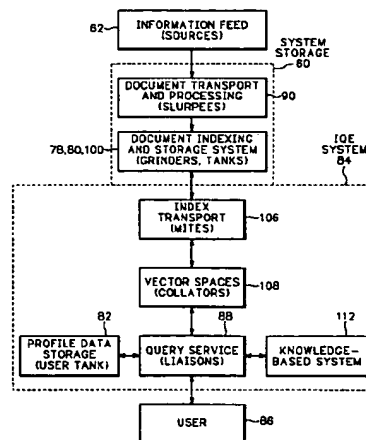 62
INFORMATION FEED
(SOURCES)
SYSTEM
STORAGE
60
DOCUMENT TRANSPORT
AND PROCESSING
(SLURPEES)
90
78,80,100
DOCUMENT INDEXING
AND STORAGE SYSTEM
(GRINDERS, TANKS)
IQE
SYSTEM
84
INDEX
TRANSPORT
(MITES)
106
VECTOR SPACES
(COLLATORS)
108
82
88
112
PROFILE DATA
STORAGE
(USER TANK)
QUERY SERVICE
(LIAISONS)
KNOWLEDGE-
BASED SYSTEM
USER
86